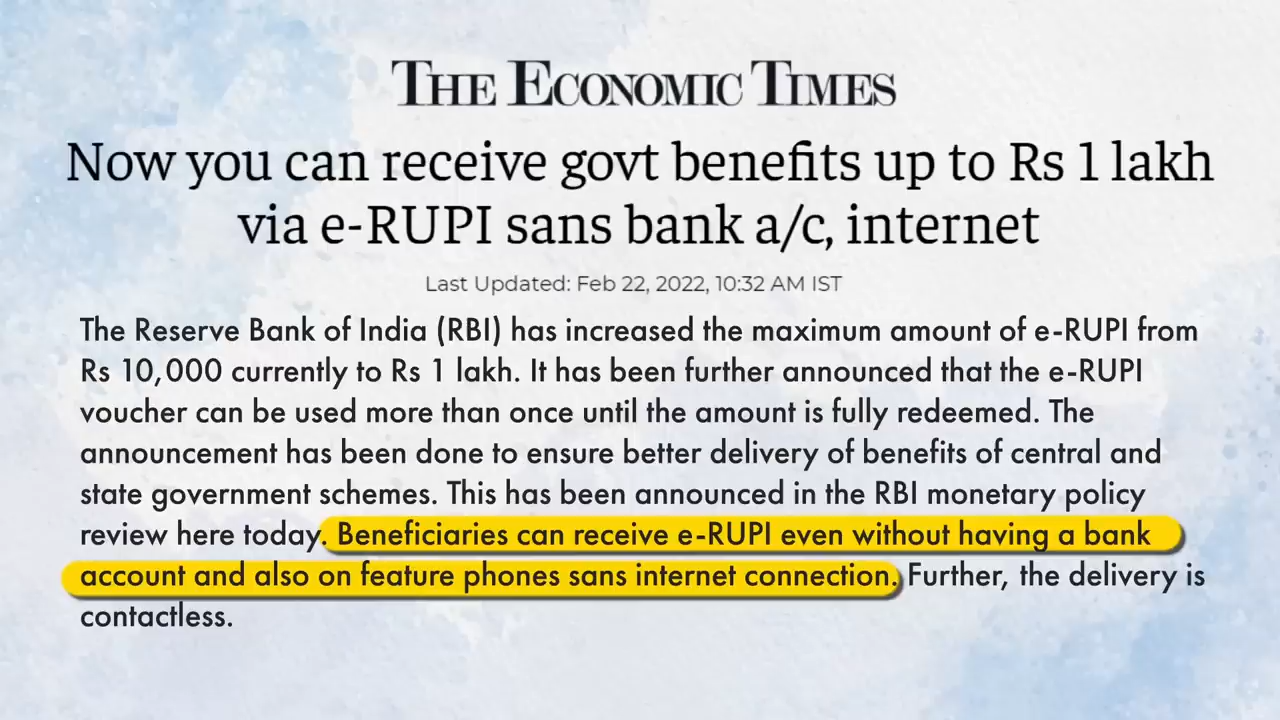 THE ECONOMIC TIMES
Now you can receive govt benefits up to Rs 1 lakh
via e-RUPI sans bank a/c, internet
Last Updated: Feb 22, 2022, 10:32 AM IST
The Reserve Bank of India (RBI) has increased the maximum amount of e-RUPI from
Rs 10,000 currently to Rs 1 lakh. It has been further announced that the e-RUPI
voucher can be used more than once until the amount is fully redeemed. The
announcement has been done to ensure better delivery of benefits of central and
state government schemes. This has been announced in the RBI monetary policy
review here today. Beneficiaries can receive e-RUPI even without having a bank
account and also on feature phones sans internet connection. Further, the delivery is
contactless.